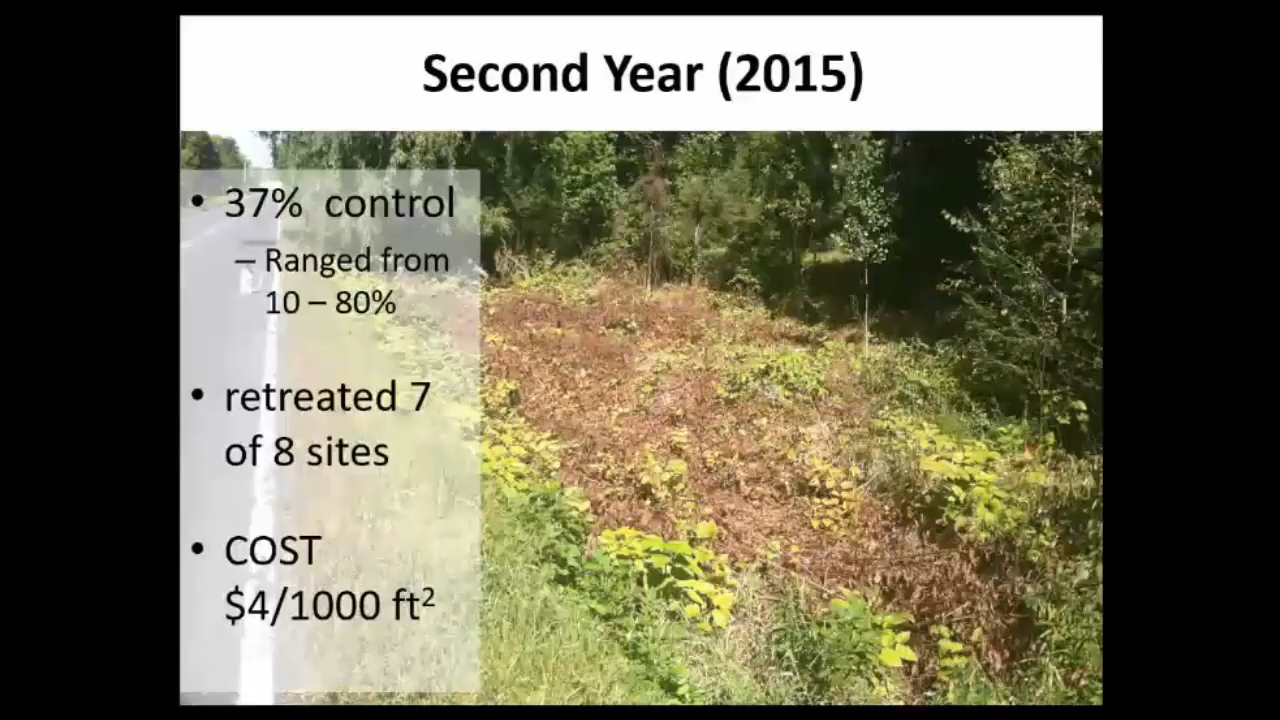 Second Year (2015)
• 37% control
– Ranged from
10 – 80%
• retreated 7
of 8 sites
• COST
$4/1000 ft²